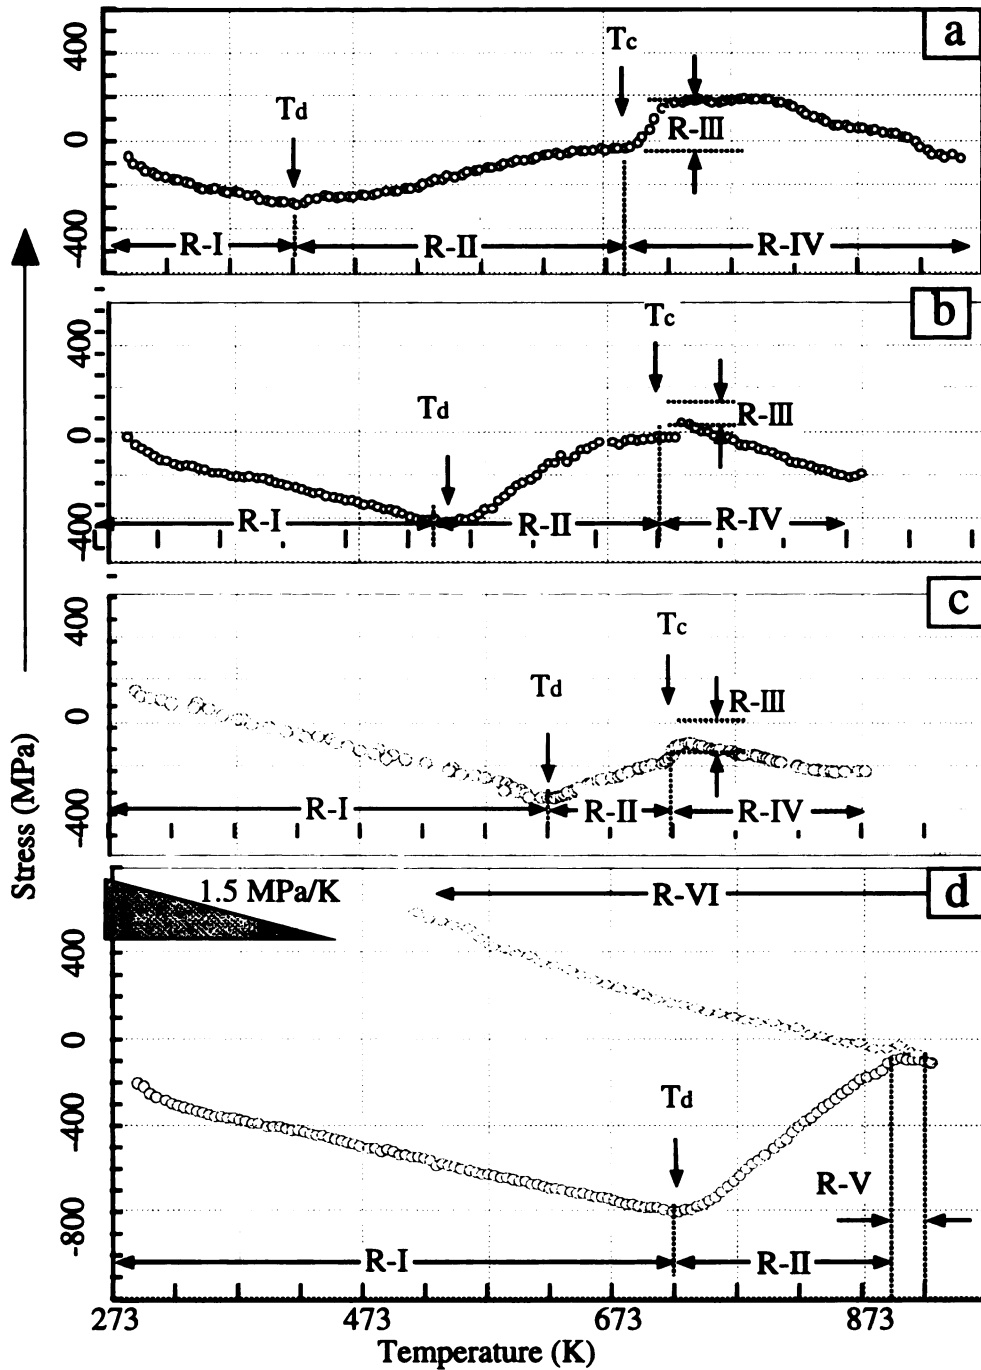 a
400
0
400
Td
Tc
R-III
R-I
R-II
R-IV
b
400
0
-400
Td
Tc
R-III
R-I
R-II
R-IV
c
400
0
-400
Td
Tc
R-III
R-I
R-II
R-IV
d
1.5 MPa/K
R-VI
400
0
-400
-800
Td
R-V
R-I
R-II
273
473
673
873
Temperature (K)
Stress (MPa)